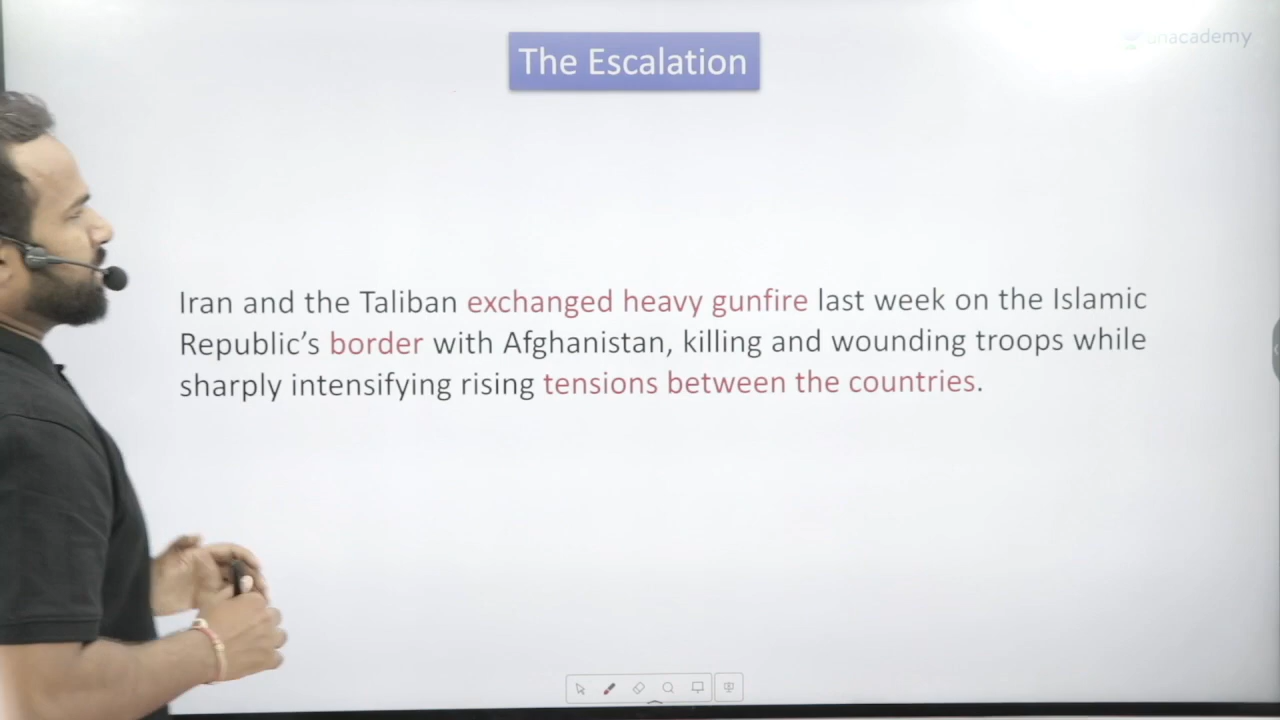 The Escalation
unacademy
Iran and the Taliban exchanged heavy gunfire last week on the Islamic
Republic’s border with Afghanistan, killing and wounding troops while
sharply intensifying rising tensions between the countries.